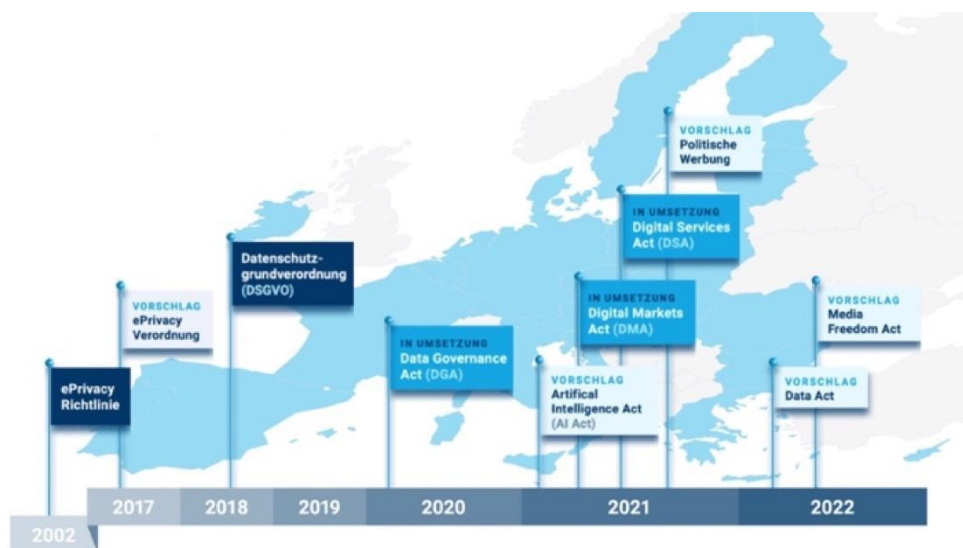 VORSCHLAG
Politische
Werbung
IN UMSETZUNG
Digital Services
Act (DSA)
Datenschutz-
grundverordnung
(DSGVO)
VORSCHLAG
ePrivacy
Verordnung
IN UMSETZUNG
Digital Markets
Act (DMA)
VORSCHLAG
Media
Freedom Act
IN UMSETZUNG
Data Governance
Act (DGA)
ePrivacy
Richtlinie
VORSCHLAG
Artifical
Intelligence Act
(AI Act)
VORSCHLAG
Data Act
2017
2018
2019
2020
2021
2022
2002